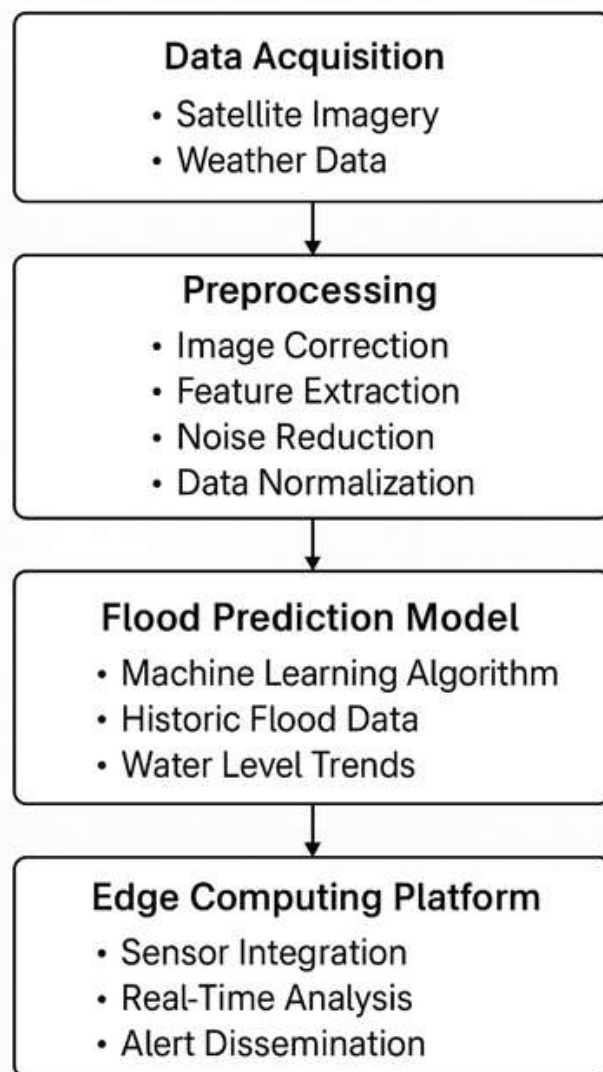 Data Acquisition
• Satellite Imagery
• Weather Data
Preprocessing
• Image Correction
• Feature Extraction
• Noise Reduction
• Data Normalization
Flood Prediction Model
• Machine Learning Algorithm
• Historic Flood Data
• Water Level Trends
Edge Computing Platform
• Sensor Integration
• Real-Time Analysis
• Alert Dissemination